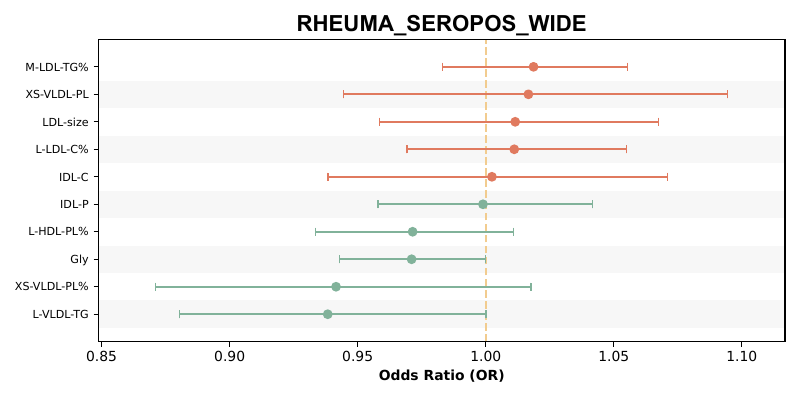 RHEUMA_SEROPOS_WIDE
M-LDL-TG%
XS-VLDL-PL
LDL-size
L-LDL-C%
IDL-C
IDL-P
L-HDL-PL%
Gly
XS-VLDL-PL%
L-VLDL-TG
0.85 0.90 0.95 1.00 1.05 1.10
Odds Ratio (OR)